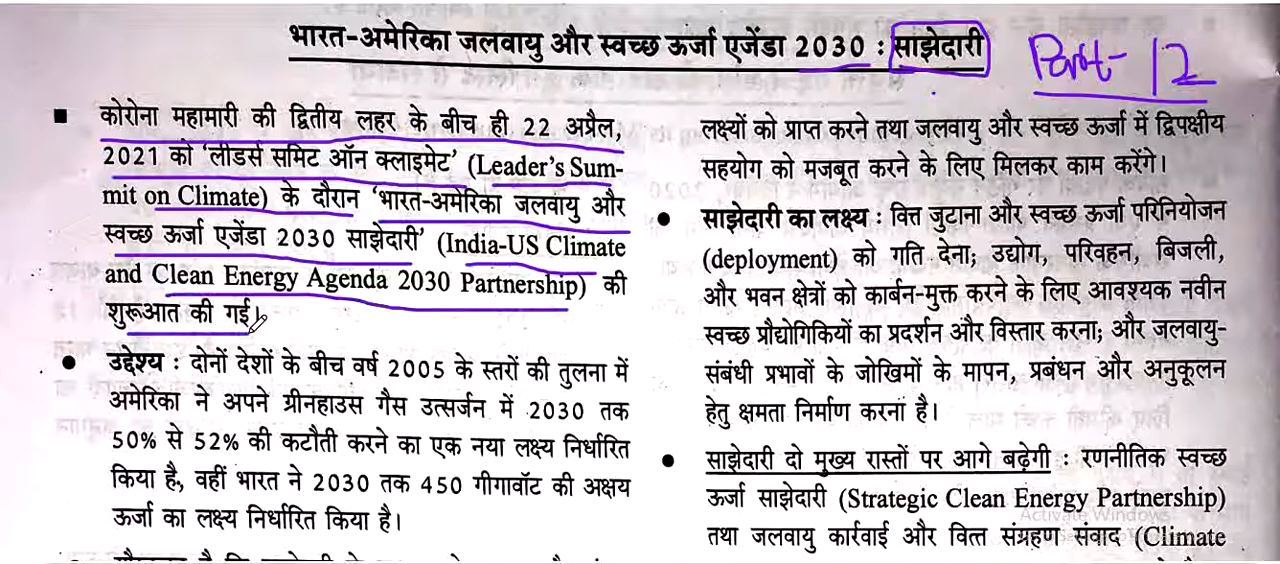 भारत-अमेरिका जलवायु और स्वच्छ ऊर्जा एजेंडा 2030 : साझेदारी
Part- 12
■ कोरोना महामारी की द्वितीय लहर के बीच ही 22 अप्रैल,
2021 को 'लीडर्स समिट ऑन क्लाइमेट' (Leader's Sum-
mit on Climate) के दौरान 'भारत-अमेरिका जलवायु और
स्वच्छ ऊर्जा एजेंडा 2030 साझेदारी' (India-US Climate
and Clean Energy Agenda 2030 Partnership) की
शुरूआत की गई।
● उद्देश्य : दोनों देशों के बीच वर्ष 2005 के स्तरों की तुलना में
अमेरिका ने अपने ग्रीनहाउस गैस उत्सर्जन में 2030 तक
50% से 52% की कटौती करने का एक नया लक्ष्य निर्धारित
किया है, वहीं भारत ने 2030 तक 450 गीगावॉट की अक्षय
ऊर्जा का लक्ष्य निर्धारित किया है।
लक्ष्यों को प्राप्त करने तथा जलवायु और स्वच्छ ऊर्जा में द्विपक्षीय
सहयोग को मजबूत करने के लिए मिलकर काम करेंगे।
● साझेदारी का लक्ष्य : वित्त जुटाना और स्वच्छ ऊर्जा परिनियोजन
(deployment) को गति देना; उद्योग, परिवहन, बिजली,
और भवन क्षेत्रों को कार्बन-मुक्त करने के लिए आवश्यक नवीन
स्वच्छ प्रौद्योगिकियों का प्रदर्शन और विस्तार करना; और जलवायु-
संबंधी प्रभावों के जोखिमों के मापन, प्रबंधन और अनुकूलन
हेतु क्षमता निर्माण करना है।
● साझेदारी दो मुख्य रास्तों पर आगे बढ़ेगी : रणनीतिक स्वच्छ
ऊर्जा साझेदारी (Strategic Clean Energy Partnership)
तथा जलवायु कार्रवाई और वित्त संग्रहण संवाद (Climate
Activate Windows